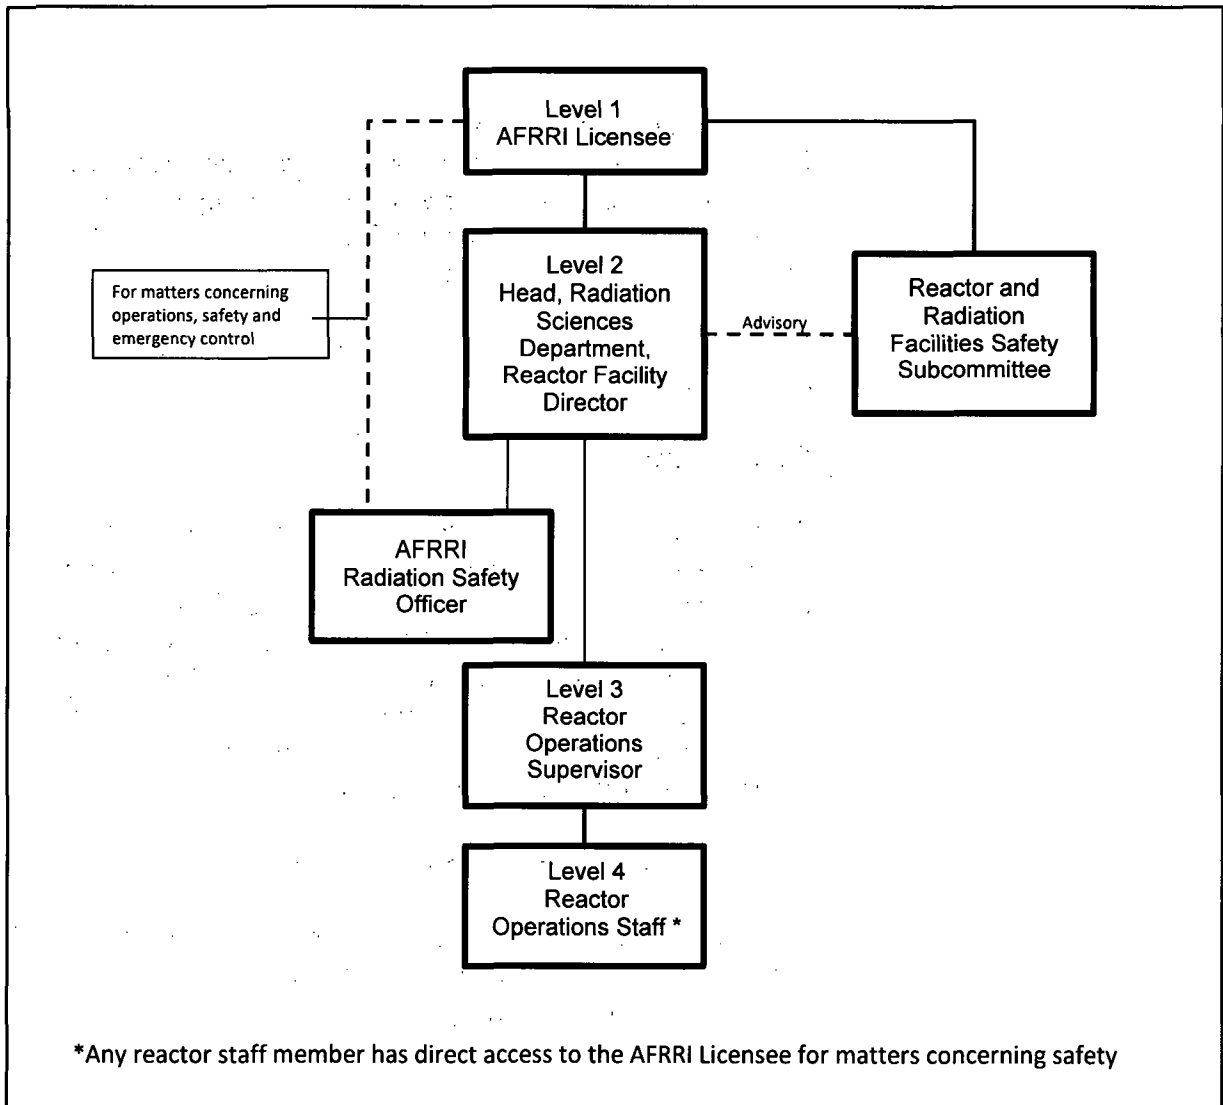 Level 1
AFRRI Licensee
Level 2
Head, Radiation
Sciences
Department,
Reactor Facility
Director
For matters concerning
operations, safety and
emergency control
Advisory
Reactor and
Radiation
Facilities Safety
Subcommittee
AFRRI
Radiation Safety
Officer
Level 3
Reactor
Operations
Supervisor
Level 4
Reactor
Operations Staff *
*Any reactor staff member has direct access to the AFRRI Licensee for matters concerning safety